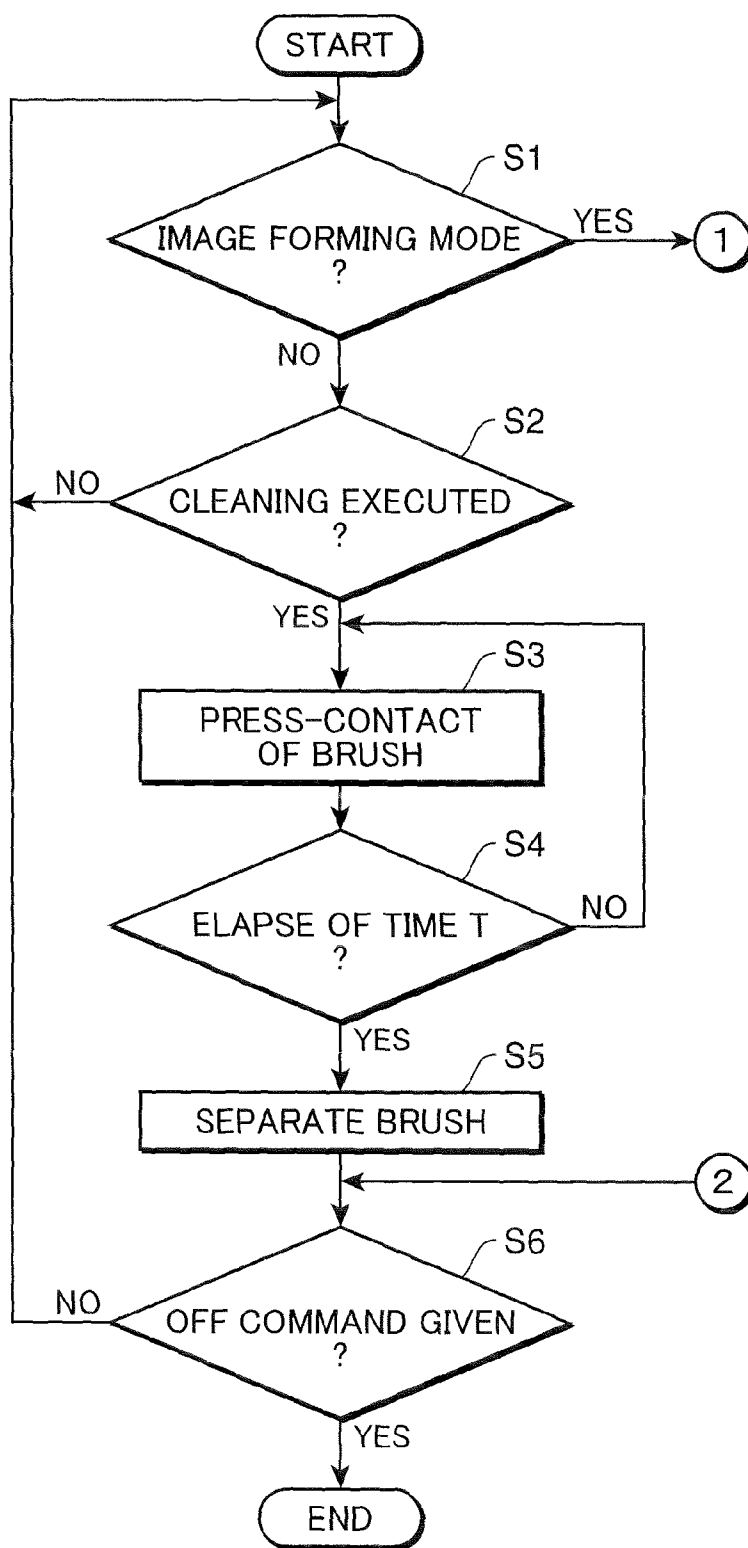 START
S1
IMAGE FORMING MODE
?
YES
1
NO
S2
NO
CLEANING EXECUTED
?
YES
S3
PRESS-CONTACT
OF BRUSH
S4
ELAPSE OF TIME T
?
NO
YES
S5
SEPARATE BRUSH
2
S6
NO
OFF COMMAND GIVEN
?
YES
END